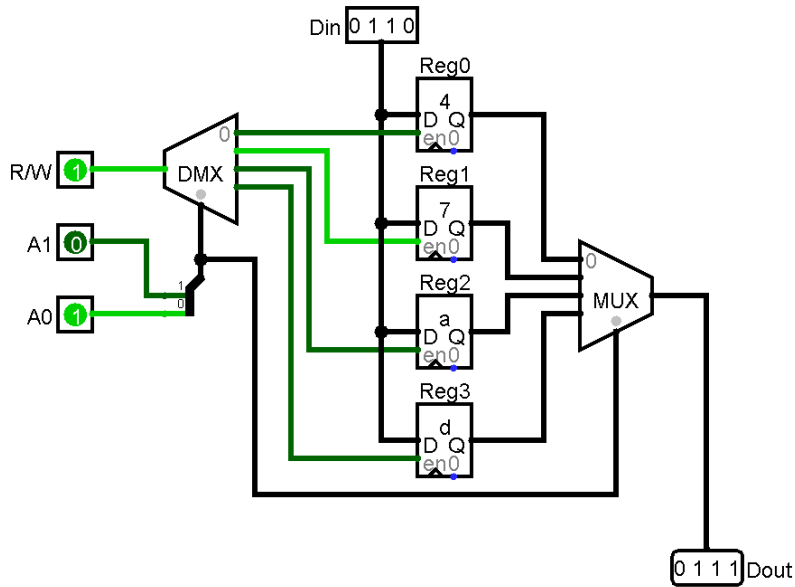 Din 0 1 1 0
Reg0
4
D Q
en0
0
DMX
R/W 1
Reg1
7
D Q
en0
A1 0
0
1
0
MUX
A0 1
Reg2
a
D Q
en0
Reg3
d
D Q
en0
0 1 1 1 Dout